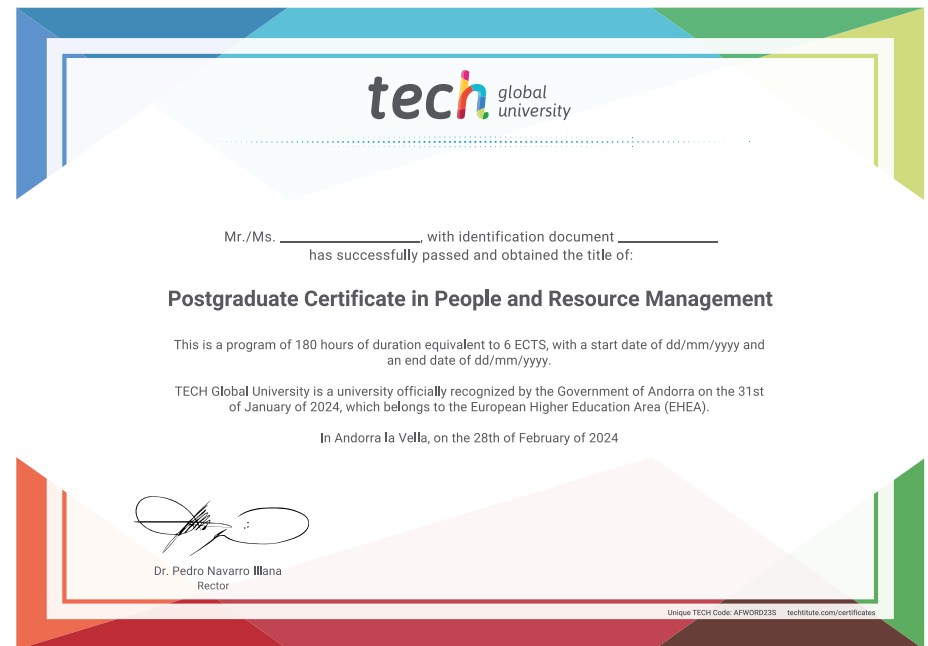 tech global
university
Mr./Ms. ____________, with identification document ____________
has successfully passed and obtained the title of:
Postgraduate Certificate in People and Resource Management
This is a program of 180 hours of duration equivalent to 6 ECTS, with a start date of dd/mm/yyyy and
an end date of dd/mm/yyyy.
TECH Global University is a university officially recognized by the Government of Andorra on the 31st
of January of 2024, which belongs to the European Higher Education Area (EHEA).
In Andorra la Vella, on the 28th of February of 2024
Dr. Pedro Navarro Illana
Rector
Unique TECH Code: AFWORD23S techtitute.com/certificates